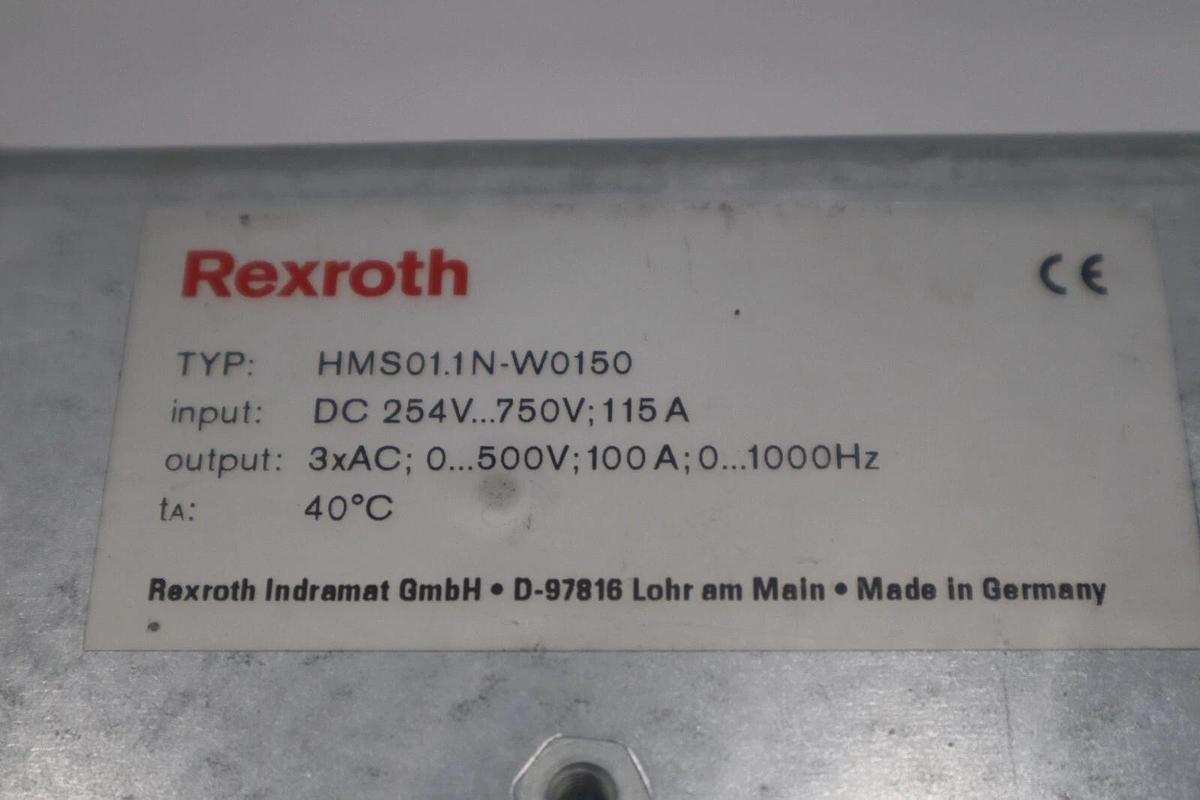 Rexroth CE
TYP: HMS01.1N-W0150
input: DC 254V...750V; 115 A
output: 3xAC; 0...500V; 100 A; 0...1000Hz
tA: 40°C
Rexroth Indramat GmbH • D-97816 Lohr am Main • Made in Germany